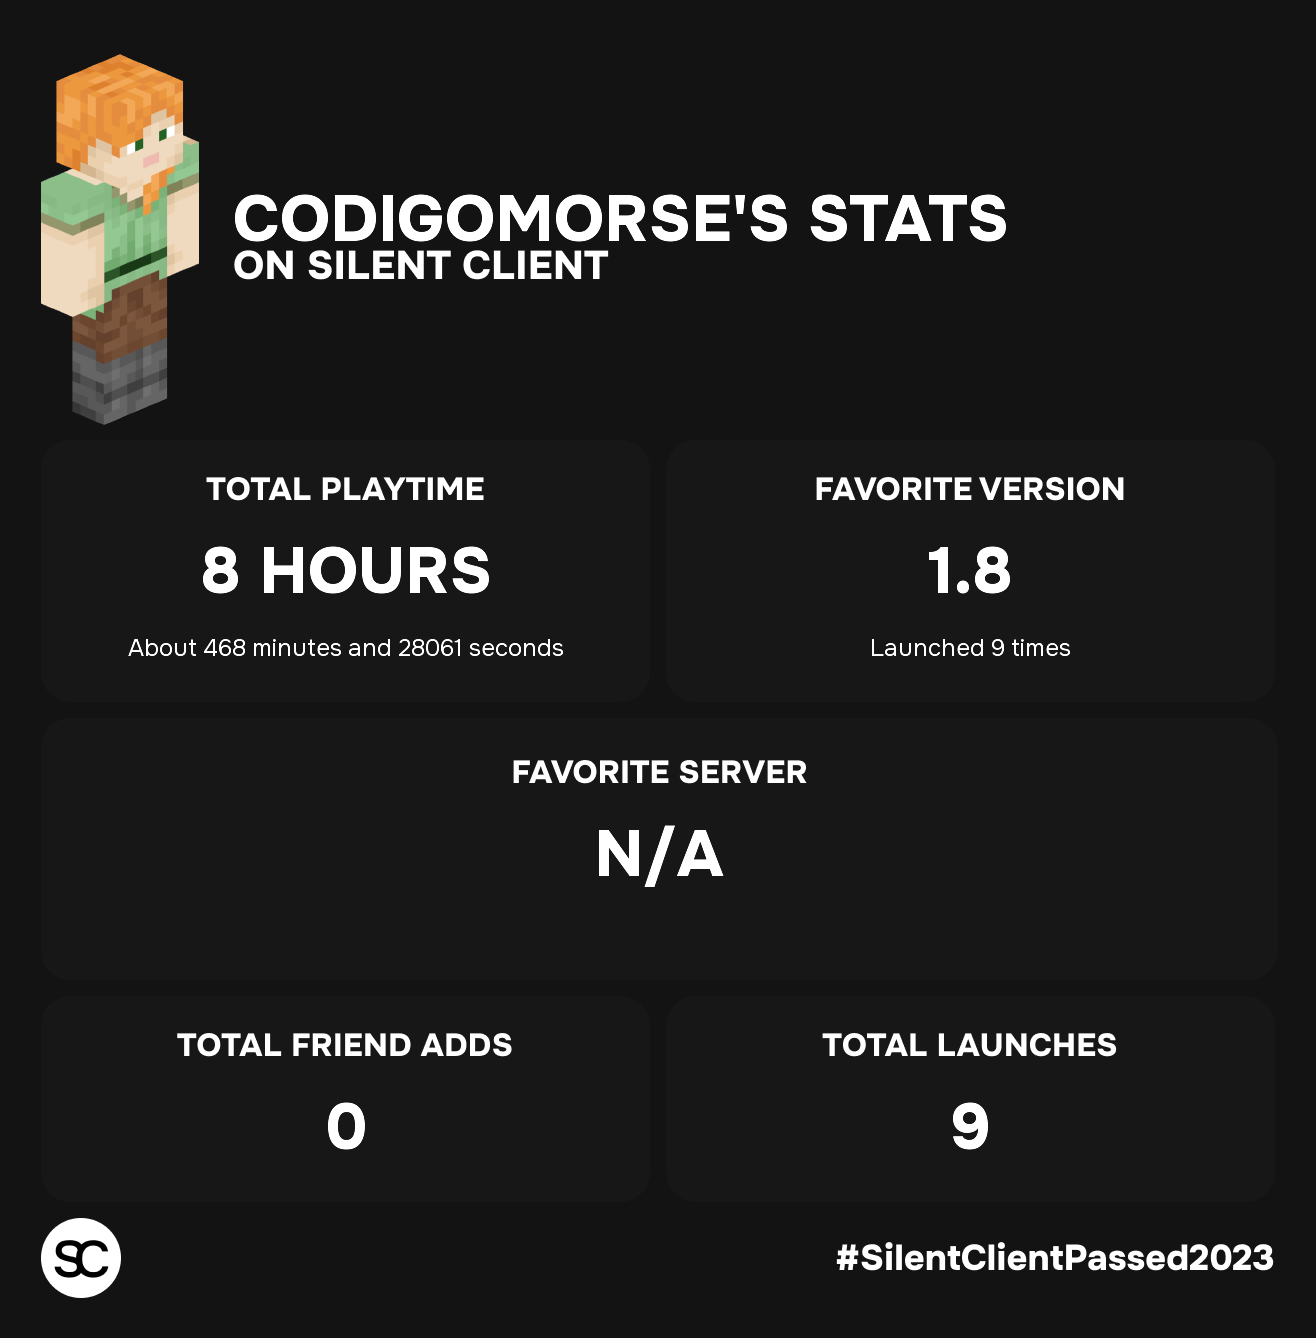 CODIGOMORSE'S STATS
ON SILENT CLIENT
TOTAL PLAYTIME
8 HOURS
About 468 minutes and 28061 seconds
FAVORITE VERSION
1.8
Launched 9 times
FAVORITE SERVER
N/A
TOTAL FRIEND ADDS
0
TOTAL LAUNCHES
9
SC
#SilentClientPassed2023